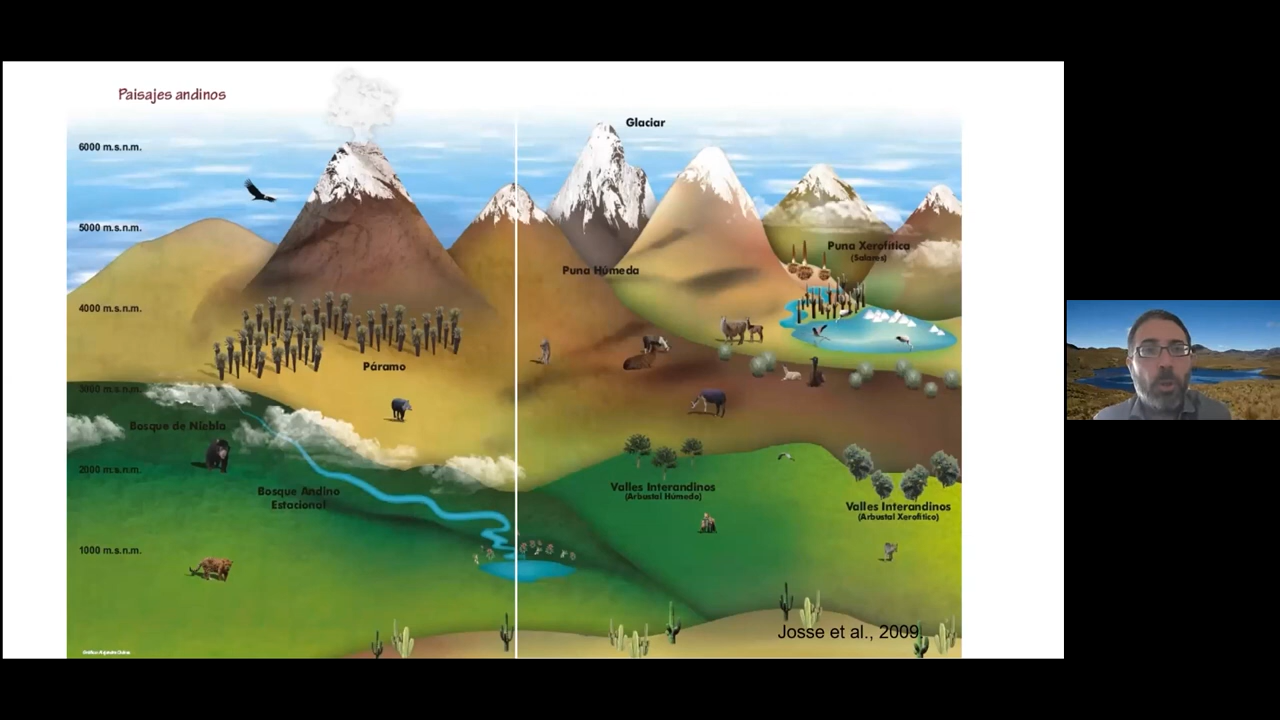 Paisajes andinos
Glaciar
6000 m.s.n.m.
5000 m.s.n.m.
Puna Xerofítica
(Salares)
Puna Húmeda
4000 m.s.n.m.
Páramo
3000 m.s.n.m.
Bosque de Niebla
2000 m.s.n.m.
Bosque Andino
Estacional
Valles Interandinos
(Arbustal Húmedo)
Valles Interandinos
(Arbustal Xerofítico)
1000 m.s.n.m.
Josse et al., 2009.